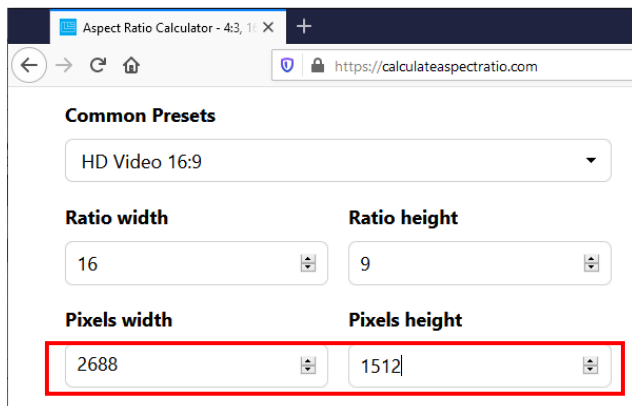 Aspect Ratio Calculator - 4:3, 16
https://calculateaspectratio.com
Common Presets
HD Video 16:9
Ratio width Ratio height
16 9
Pixels width Pixels height
2688 1512